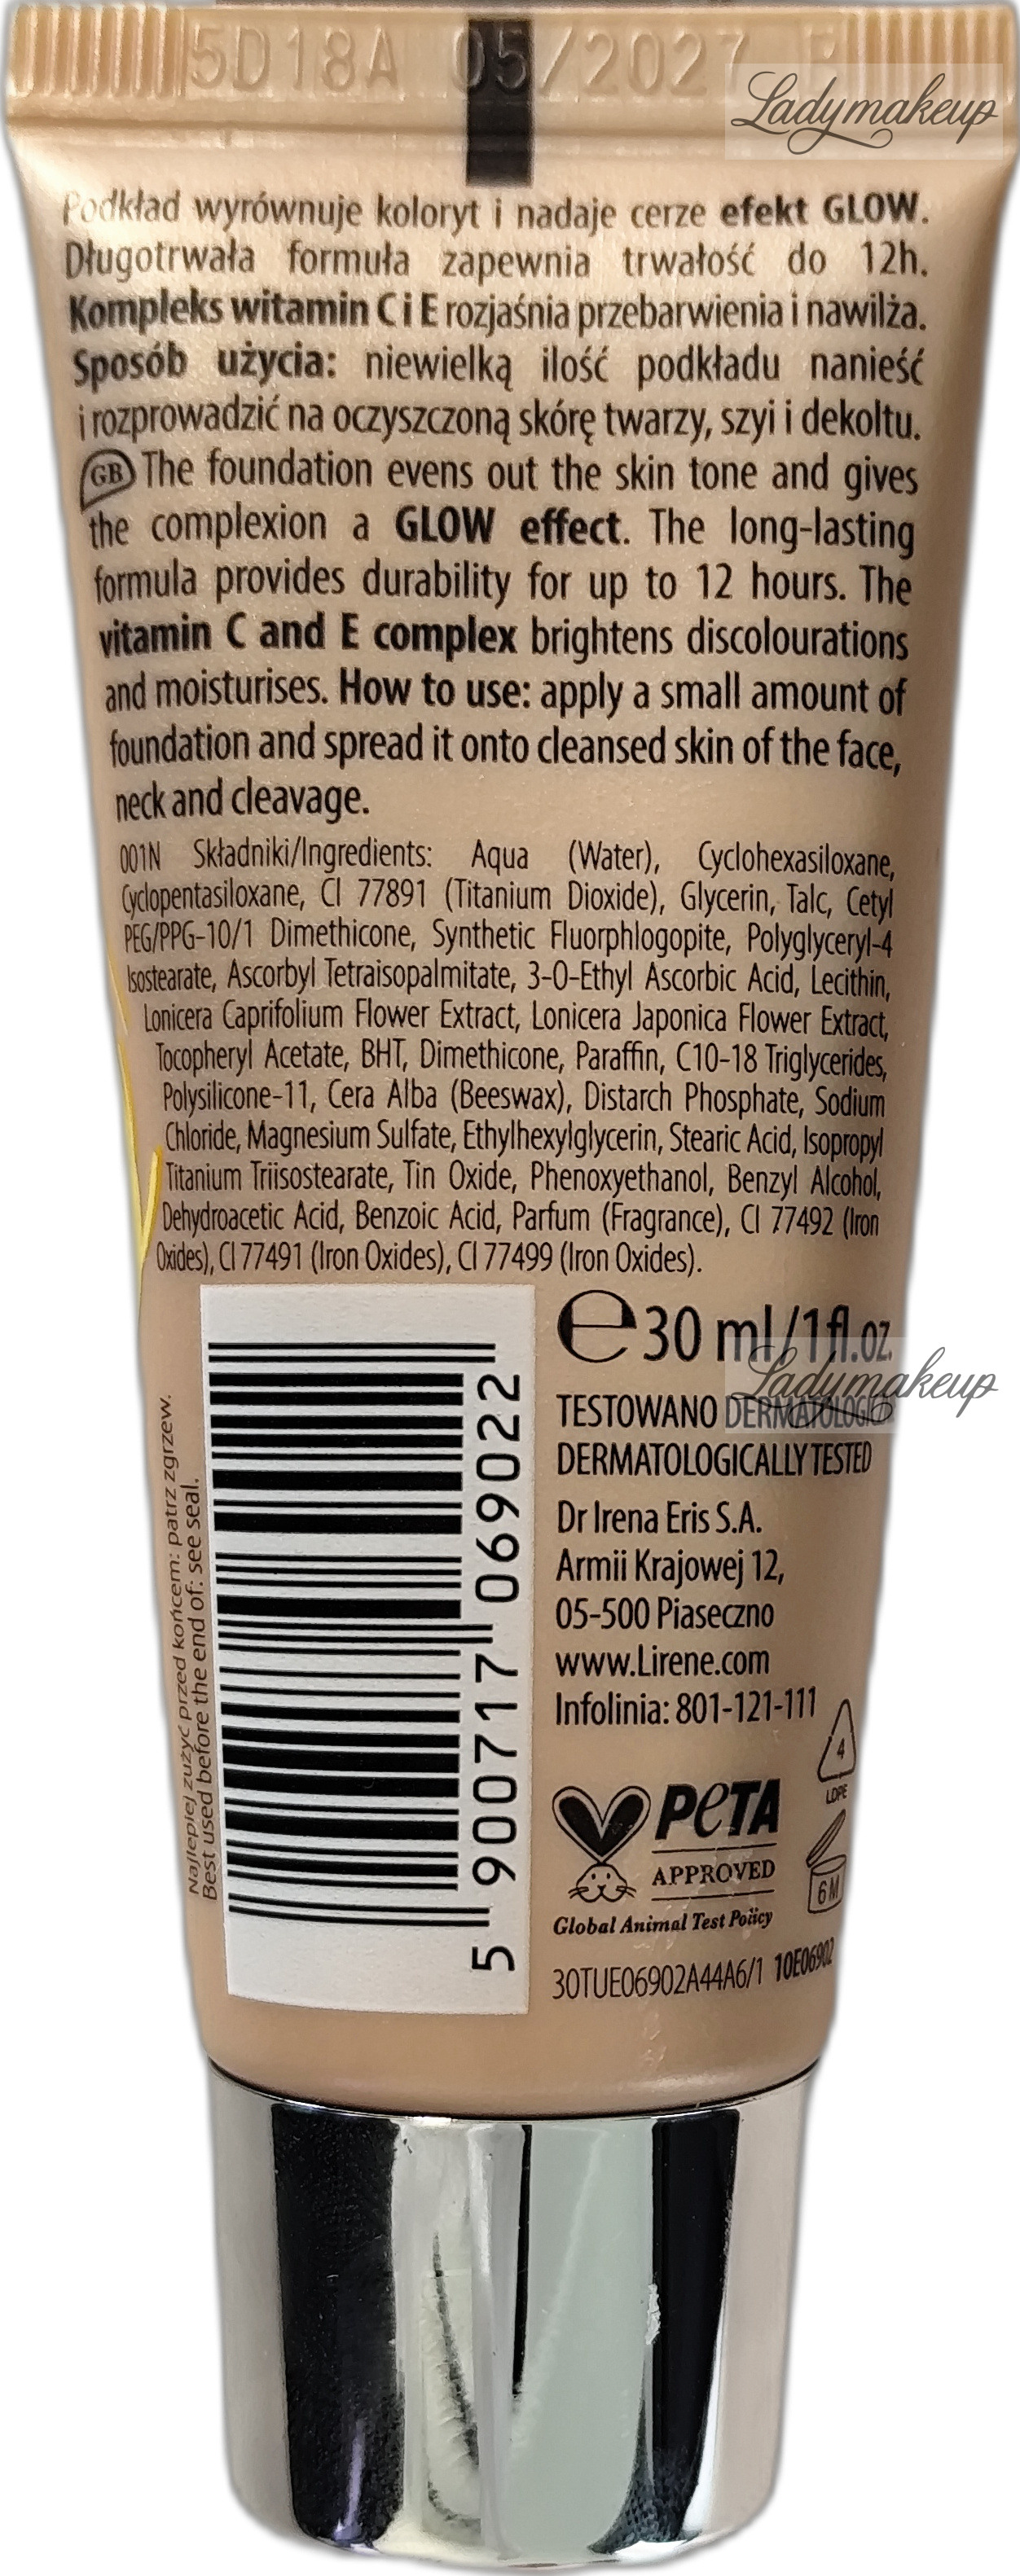 5D18A 05/2027
Ladymakeup
Podkład wyrównuje koloryt i nadaje cerze efekt GLOW.
Długotrwała formuła zapewnia trwałość do 12h.
Kompleks witamin C i E rozjaśnia przebarwienia i nawilża.
Sposób użycia: niewielką ilość podkładu nanieść
i rozprowadzić na oczyszczoną skórę twarzy, szyi i dekoltu.
GB The foundation evens out the skin tone and gives
the complexion a GLOW effect. The long-lasting
formula provides durability for up to 12 hours. The
vitamin C and E complex brightens discolourations
and moisturises. How to use: apply a small amount of
foundation and spread it onto cleansed skin of the face,
neck and cleavage.
001N Składniki/Ingredients: Aqua (Water), Cyclohexasiloxane,
Cyclopentasiloxane, CI 77891 (Titanium Dioxide), Glycerin, Talc, Cetyl
PEG/PPG-10/1 Dimethicone, Synthetic Fluorphlogopite, Polyglyceryl-4
Isostearate, Ascorbyl Tetraisopalmitate, 3-O-Ethyl Ascorbic Acid, Lecithin,
Lonicera Caprifolium Flower Extract, Lonicera Japonica Flower Extract,
Tocopheryl Acetate, BHT, Dimethicone, Paraffin, C10-18 Triglycerides,
Polysilicone-11, Cera Alba (Beeswax), Distarch Phosphate, Sodium
Chloride, Magnesium Sulfate, Ethylhexylglycerin, Stearic Acid, Isopropyl
Titanium Triisostearate, Tin Oxide, Phenoxyethanol, Benzyl Alcohol,
Dehydroacetic Acid, Benzoic Acid, Parfum (Fragrance), CI 77492 (Iron
Oxides), CI 77491 (Iron Oxides), CI 77499 (Iron Oxides).
e 30 ml/1fl.oz.
Ladymakeup
TESTOWANO
DERMATOLOGICALLY TESTED
Dr Irena Eris S.A.
Armii Krajowej 12,
05-500 Piaseczno
www.Lirene.com
Infolinia: 801-121-111
Najlepiej zużyć przed końcem: patrz zgrzew.
Best used before the end of: see seal.
5 900717 069022
4
LDPE
PETA
APPROVED
Global Animal Test Policy
6M
30TUE06902A44A6/1 10E06902